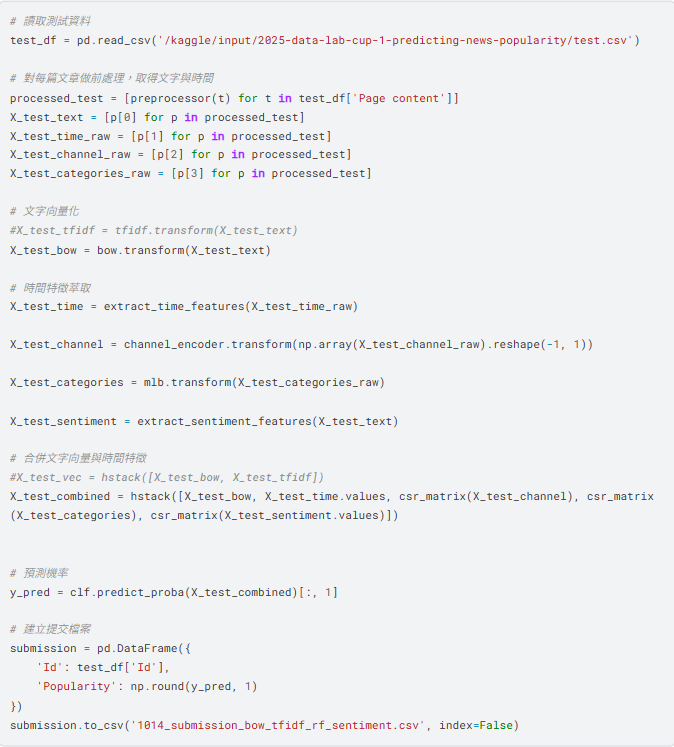 # 讀取測試資料
test_df = pd.read_csv('/kaggle/input/2025-data-lab-cup-1-predicting-news-popularity/test.csv')
# 對每篇文章做前處理，取得文字與時間
processed_test = [preprocessor(t) for t in test_df['Page content']]
X_test_text = [p[0] for p in processed_test]
X_test_time_raw = [p[1] for p in processed_test]
X_test_channel_raw = [p[2] for p in processed_test]
X_test_categories_raw = [p[3] for p in processed_test]
# 文字向量化
#X_test_tfidf = tfidf.transform(X_test_text)
X_test_bow = bow.transform(X_test_text)
# 時間特徵萃取
X_test_time = extract_time_features(X_test_time_raw)
X_test_channel = channel_encoder.transform(np.array(X_test_channel_raw).reshape(-1, 1))
X_test_categories = mlb.transform(X_test_categories_raw)
X_test_sentiment = extract_sentiment_features(X_test_text)
# 合併文字向量與時間特徵
#X_test_vec = hstack([X_test_bow, X_test_tfidf])
X_test_combined = hstack([X_test_bow, X_test_time.values, csr_matrix(X_test_channel), csr_matrix
(X_test_categories), csr_matrix(X_test_sentiment.values)])
# 預測機率
y_pred = clf.predict_proba(X_test_combined)[:, 1]
# 建立提交檔案
submission = pd.DataFrame({
    'Id': test_df['Id'],
    'Popularity': np.round(y_pred, 1)
})
submission.to_csv('1014_submission_bow_tfidf_rf_sentiment.csv', index=False)